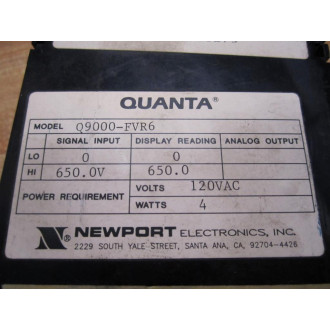 QUANTA®
MODEL Q9000-FVR6
SIGNAL INPUT DISPLAY READING ANALOG OUTPUT
LO 0 0
HI 650.0V 650.0
POWER REQUIREMENT VOLTS 120VAC
WATTS 4
N® NEWPORT ELECTRONICS, INC.
2229 SOUTH YALE STREET, SANTA ANA, CA, 92704-4426